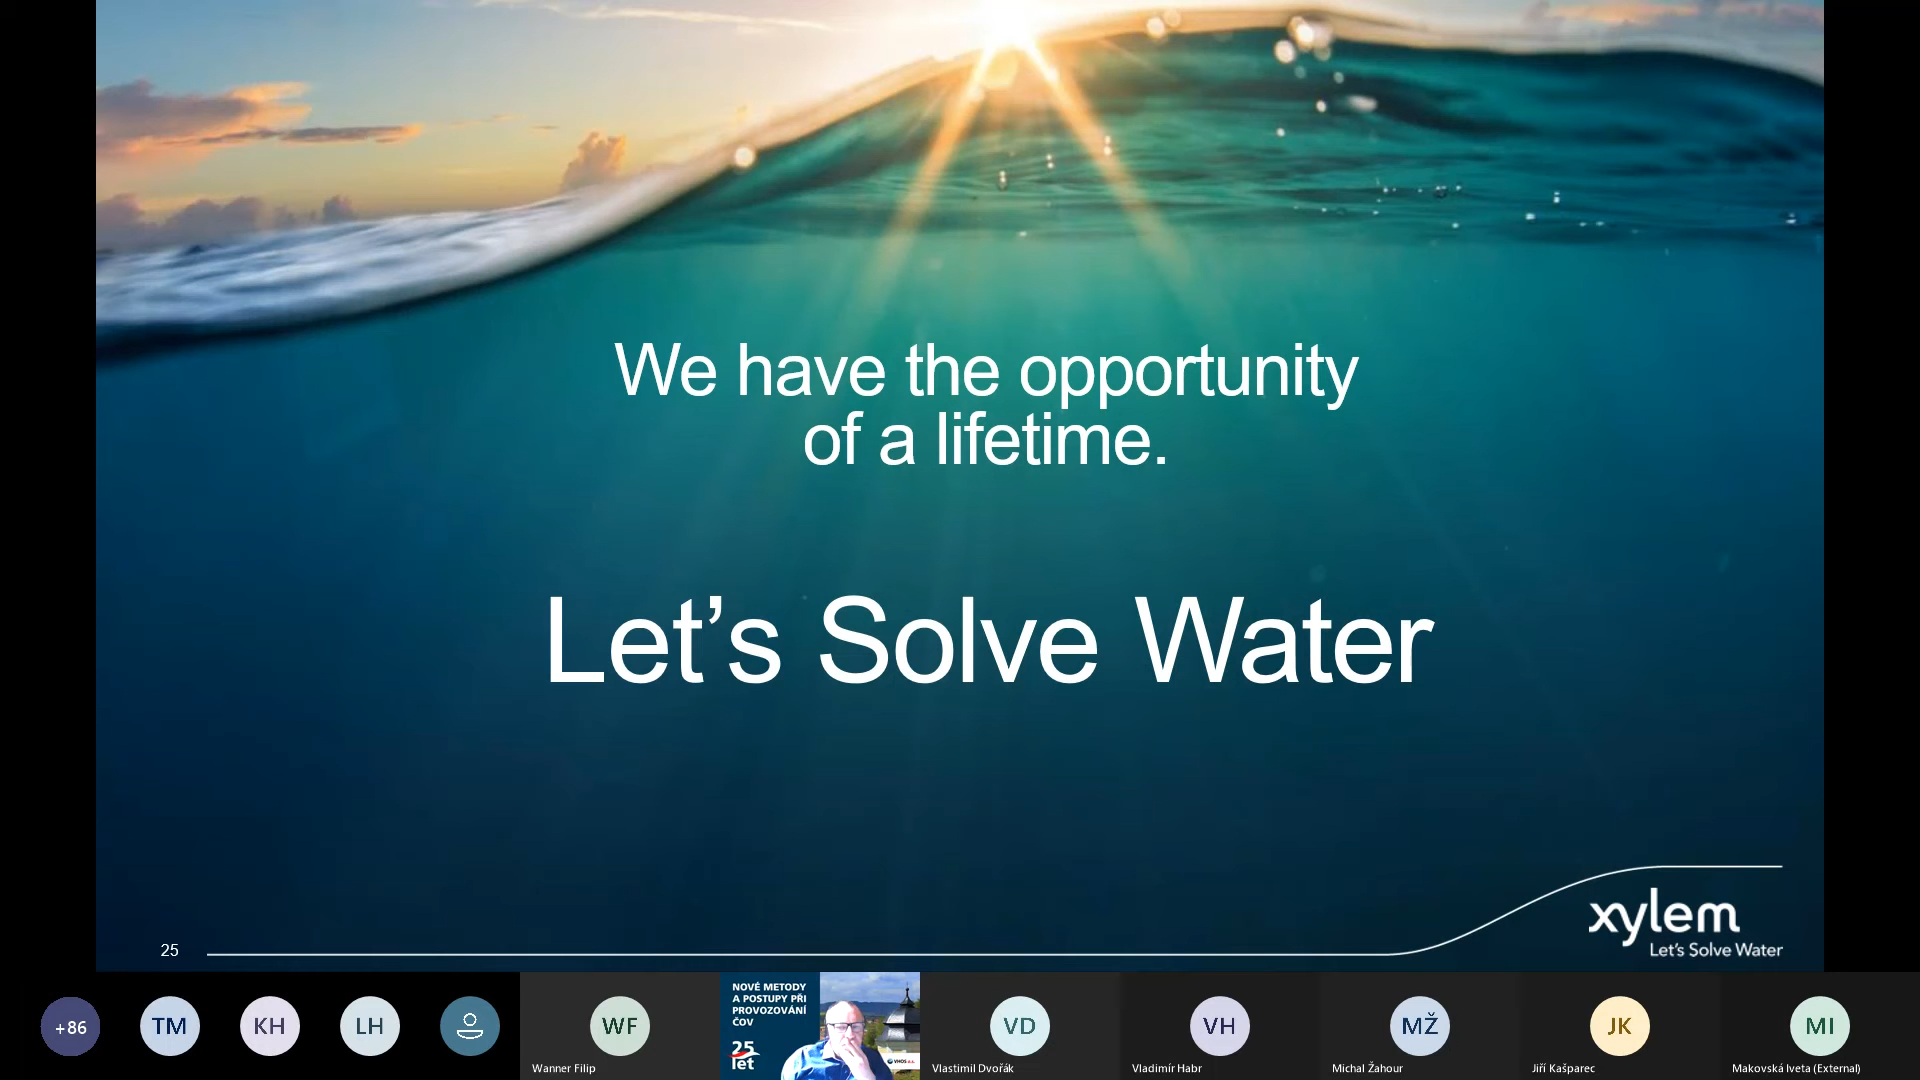 We have the opportunity
of a lifetime.
Let’s Solve Water
xylem
Let’s Solve Water
25
+86
TM
KH
LH
WF
Wanner Filip
NOVÉ METODY
A POSTUPY PŘI
PROVOZOVÁNÍ
ČOV
25
let
VHOS a.s.
VD
Vlastimil Dvořák
VH
Vladimír Habr
MŽ
Michal Žahour
JK
Jiří Kašparec
MI
Makovská Iveta (External)